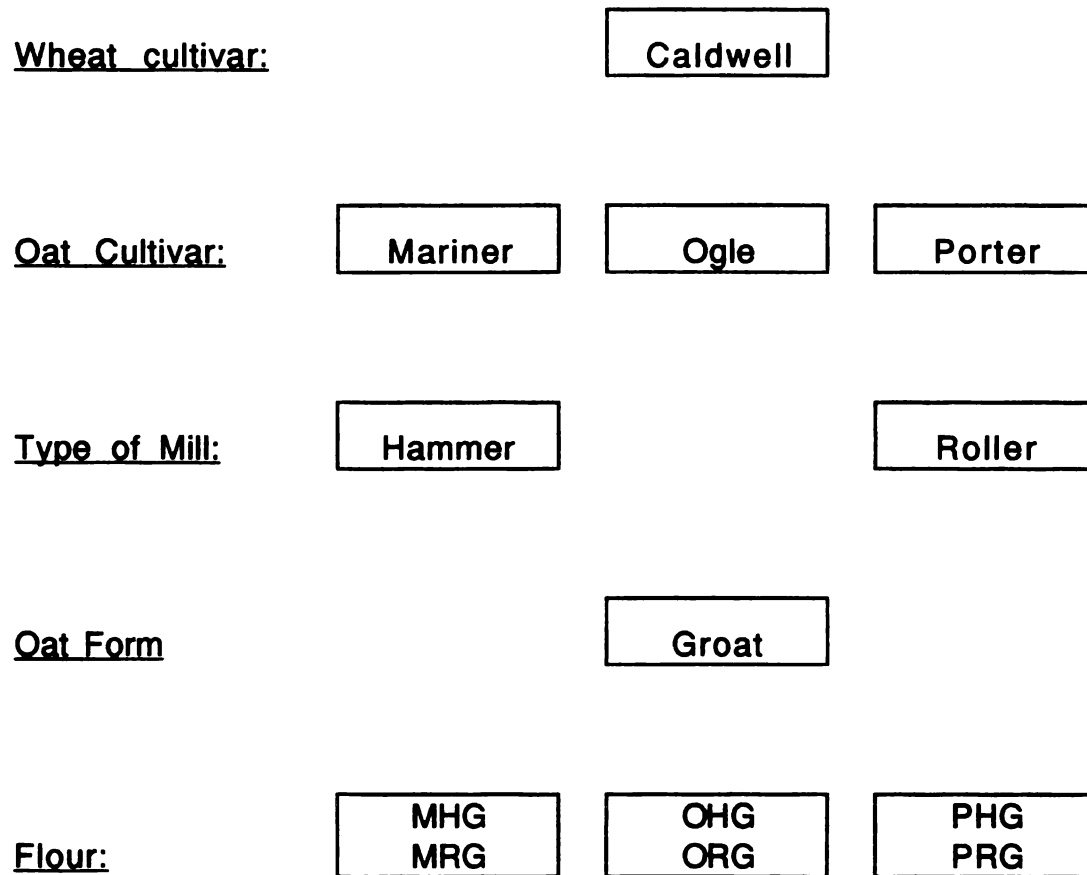 Wheat cultivar: Caldwell
Oat Cultivar: Mariner Ogle Porter
Type of Mill: Hammer Roller
Oat Form Groat
MHG OHG PHG
Flour: MRG ORG PRG